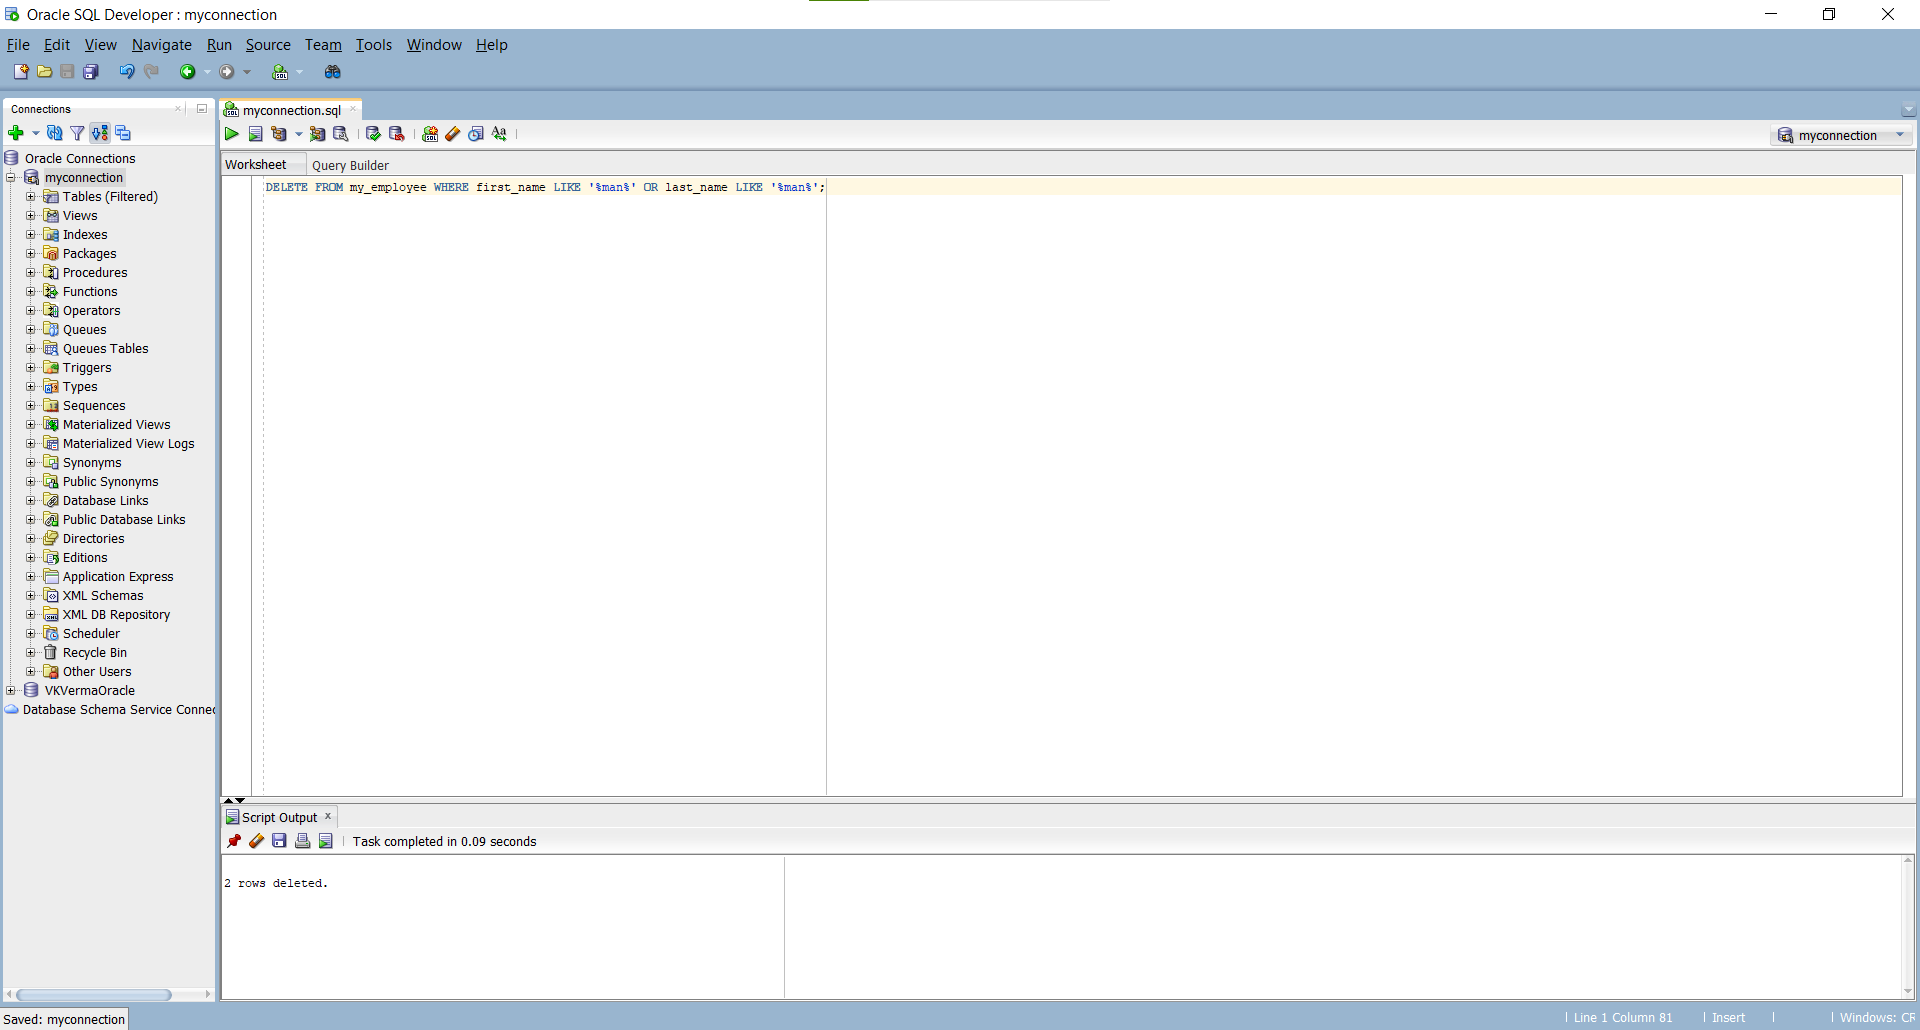 Oracle SQL Developer : myconnection
File Edit View Navigate Run Source Team Tools Window Help
Connections
myconnection.sql
myconnection
Worksheet
Query Builder
DELETE FROM my_employee WHERE first_name LIKE '%man%' OR last_name LIKE '%man%';
Oracle Connections
myconnection
Tables (Filtered)
Views
Indexes
Packages
Procedures
Functions
Operators
Queues
Queues Tables
Triggers
Types
Sequences
Materialized Views
Materialized View Logs
Synonyms
Public Synonyms
Database Links
Public Database Links
Directories
Editions
Application Express
XML Schemas
XML DB Repository
Scheduler
Recycle Bin
Other Users
VKVermaOracle
Database Schema Service Connec
Script Output
Task completed in 0.09 seconds
2 rows deleted.
Saved: myconnection
Line 1 Column 81
Insert
Windows: CR